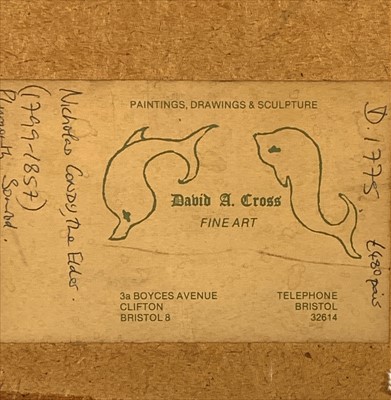 PAINTINGS, DRAWINGS & SCULPTURE
David A. Cross
FINE ART
3a BOYCES AVENUE
CLIFTON
BRISTOL 8
TELEPHONE
BRISTOL
32614
Nicholas Condy the Elder.
(1799-1857)
Plymouth Sound.
D.1775.
£480 pair